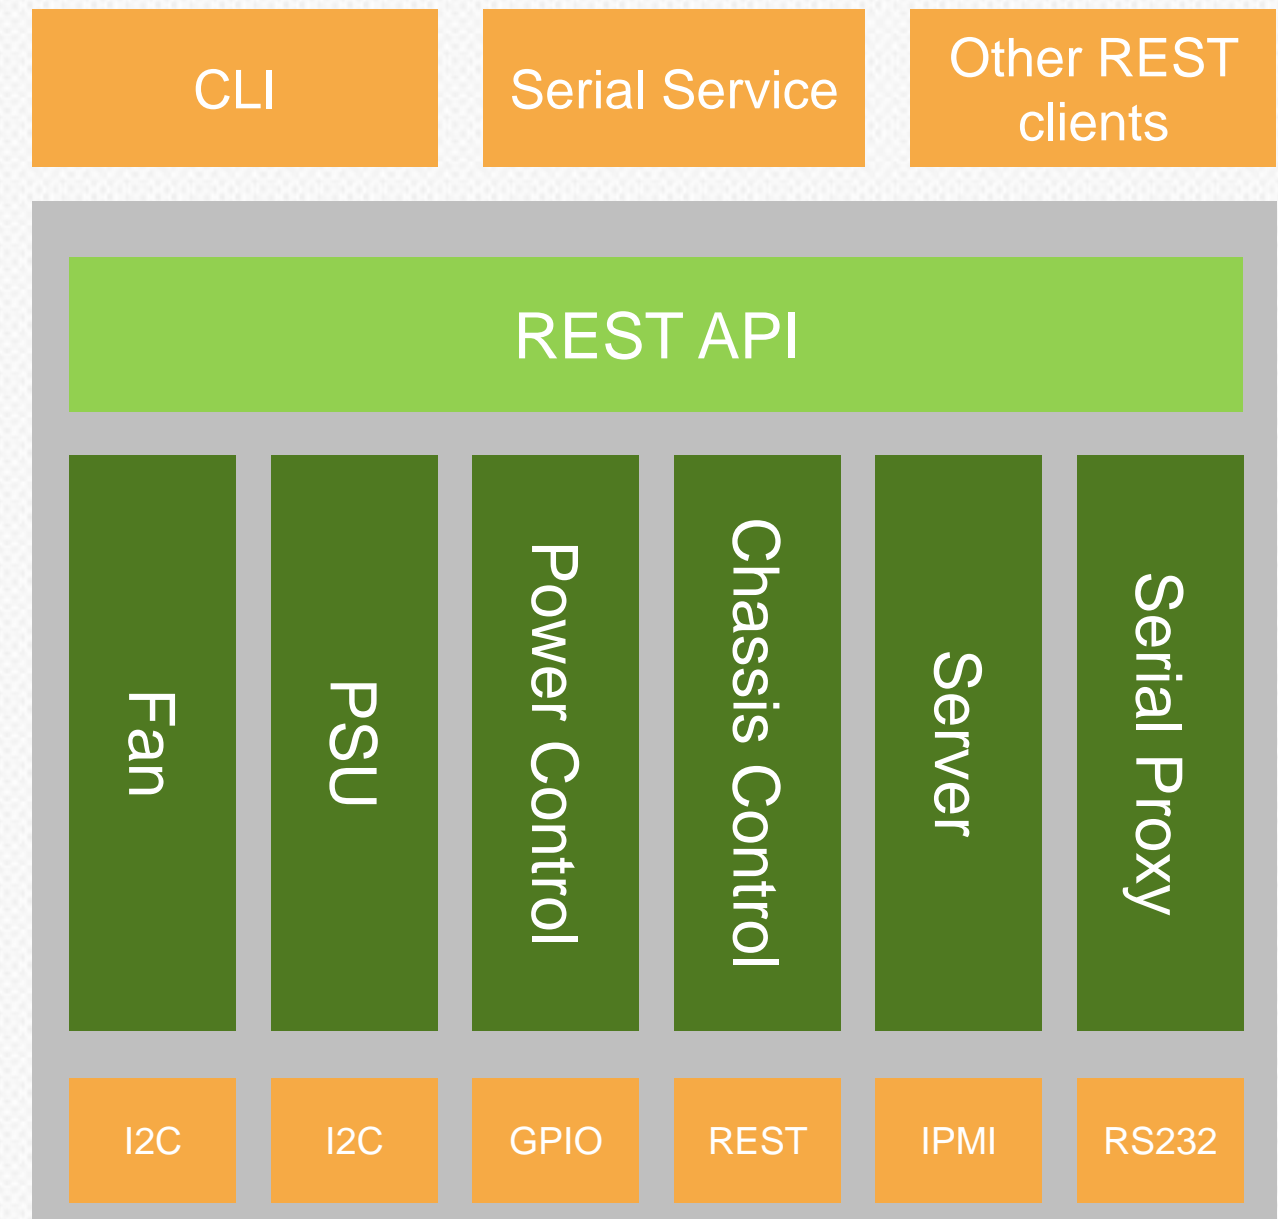 CLI
Serial Service
Other REST
clients
REST API
Fan
PSU
Power Control
Chassis Control
Server
Serial Proxy
I2C
I2C
GPIO
REST
IPMI
RS232